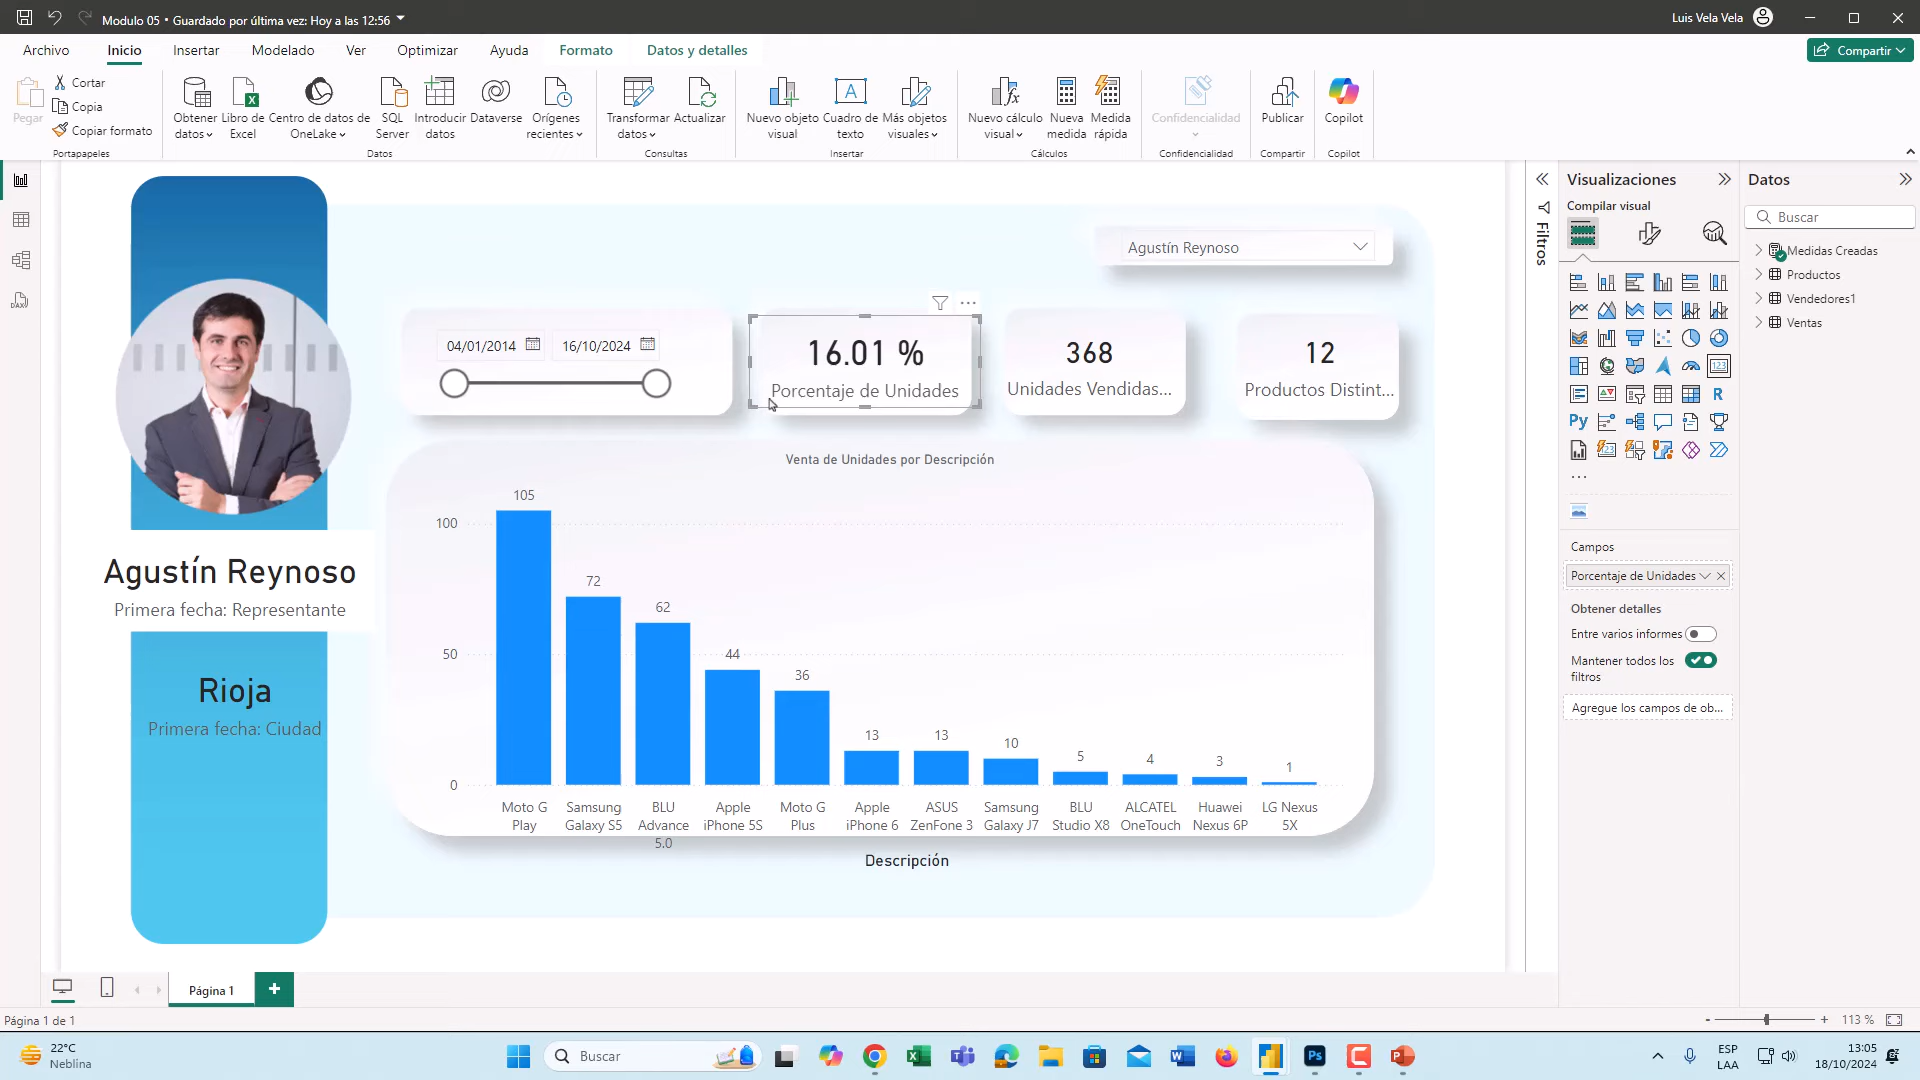 Modulo 05 • Guardado por última vez: Hoy a las 12:56
Luis Vela Vela
Archivo
Inicio
Insertar
Modelado
Ver
Optimizar
Ayuda
Formato
Datos y detalles
Compartir
Pegar
Cortar
Copia
Copiar formato
Portapapeles
Obtener datos
Libro de Excel
Centro de datos de OneLake
SQL Server
Introducir datos
Dataverse
Orígenes recientes
Datos
Transformar datos
Actualizar
Consultas
Nuevo objeto visual
Cuadro de texto
Más objetos visuales
Insertar
Nuevo cálculo visual
Nueva medida
Medida rápida
Cálculos
Confidencialidad
Confidencialidad
Publicar
Compartir
Copilot
Copilot
Agustín Reynoso
04/01/2014
16/10/2024
16.01 %
Porcentaje de Unidades
368
Unidades Vendidas...
12
Productos Distint...
Agustín Reynoso
Primera fecha: Representante
Rioja
Primera fecha: Ciudad
Venta de Unidades por Descripción
100
50
0
105
72
62
44
36
13
13
10
5
4
3
1
Moto G Play
Samsung Galaxy S5
BLU Advance 5.0
Apple iPhone 5S
Moto G Plus
Apple iPhone 6
ASUS ZenFone 3
Samsung Galaxy J7
BLU Studio X8
ALCATEL OneTouch
Huawei Nexus 6P
LG Nexus 5X
Descripción
Filtros
Visualizaciones
Compilar visual
R
Py
123
...
Campos
Porcentaje de Unidades
Obtener detalles
Entre varios informes
Mantener todos los filtros
Agregue los campos de ob...
Datos
Buscar
Medidas Creadas
Productos
Vendedores1
Ventas
Página 1
Página 1 de 1
113 %
22°C
Neblina
Buscar
ESP
LAA
13:05
18/10/2024